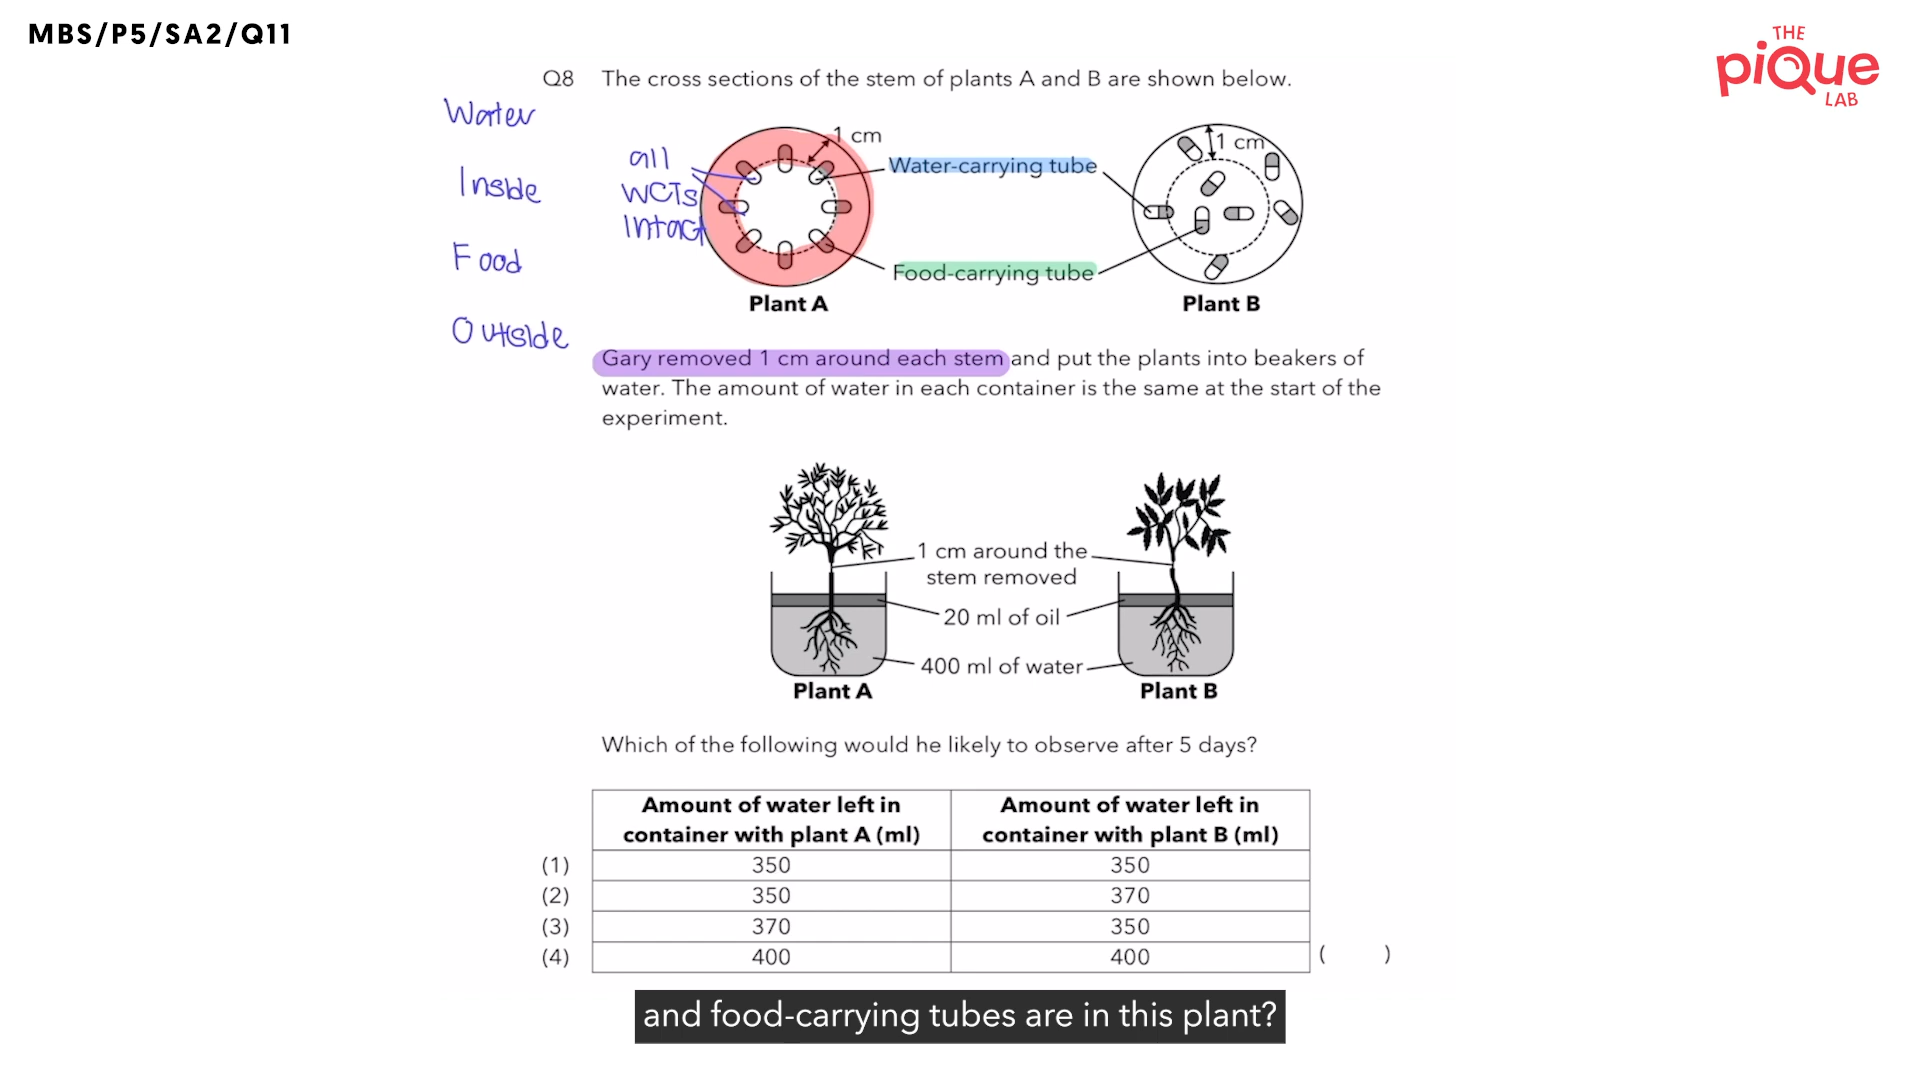 MBS/P5/SA2/Q11
THE
piQue
LAB
Q8 The cross sections of the stem of plants A and B are shown below.
Water
Inside
Food
Outside
all
WCTs
Intact
1 cm
1 cm
Water-carrying tube
Food-carrying tube
Plant A
Plant B
Gary removed 1 cm around each stem and put the plants into beakers of
water. The amount of water in each container is the same at the start of the
experiment.
1 cm around the
stem removed
20 ml of oil
400 ml of water
Plant A
Plant B
Which of the following would he likely to observe after 5 days?
Amount of water left in Amount of water left in
container with plant A (ml) container with plant B (ml)
(1) 350 350
(2) 350 370
(3) 370 350
(4) 400 400 ( )
and food-carrying tubes are in this plant?